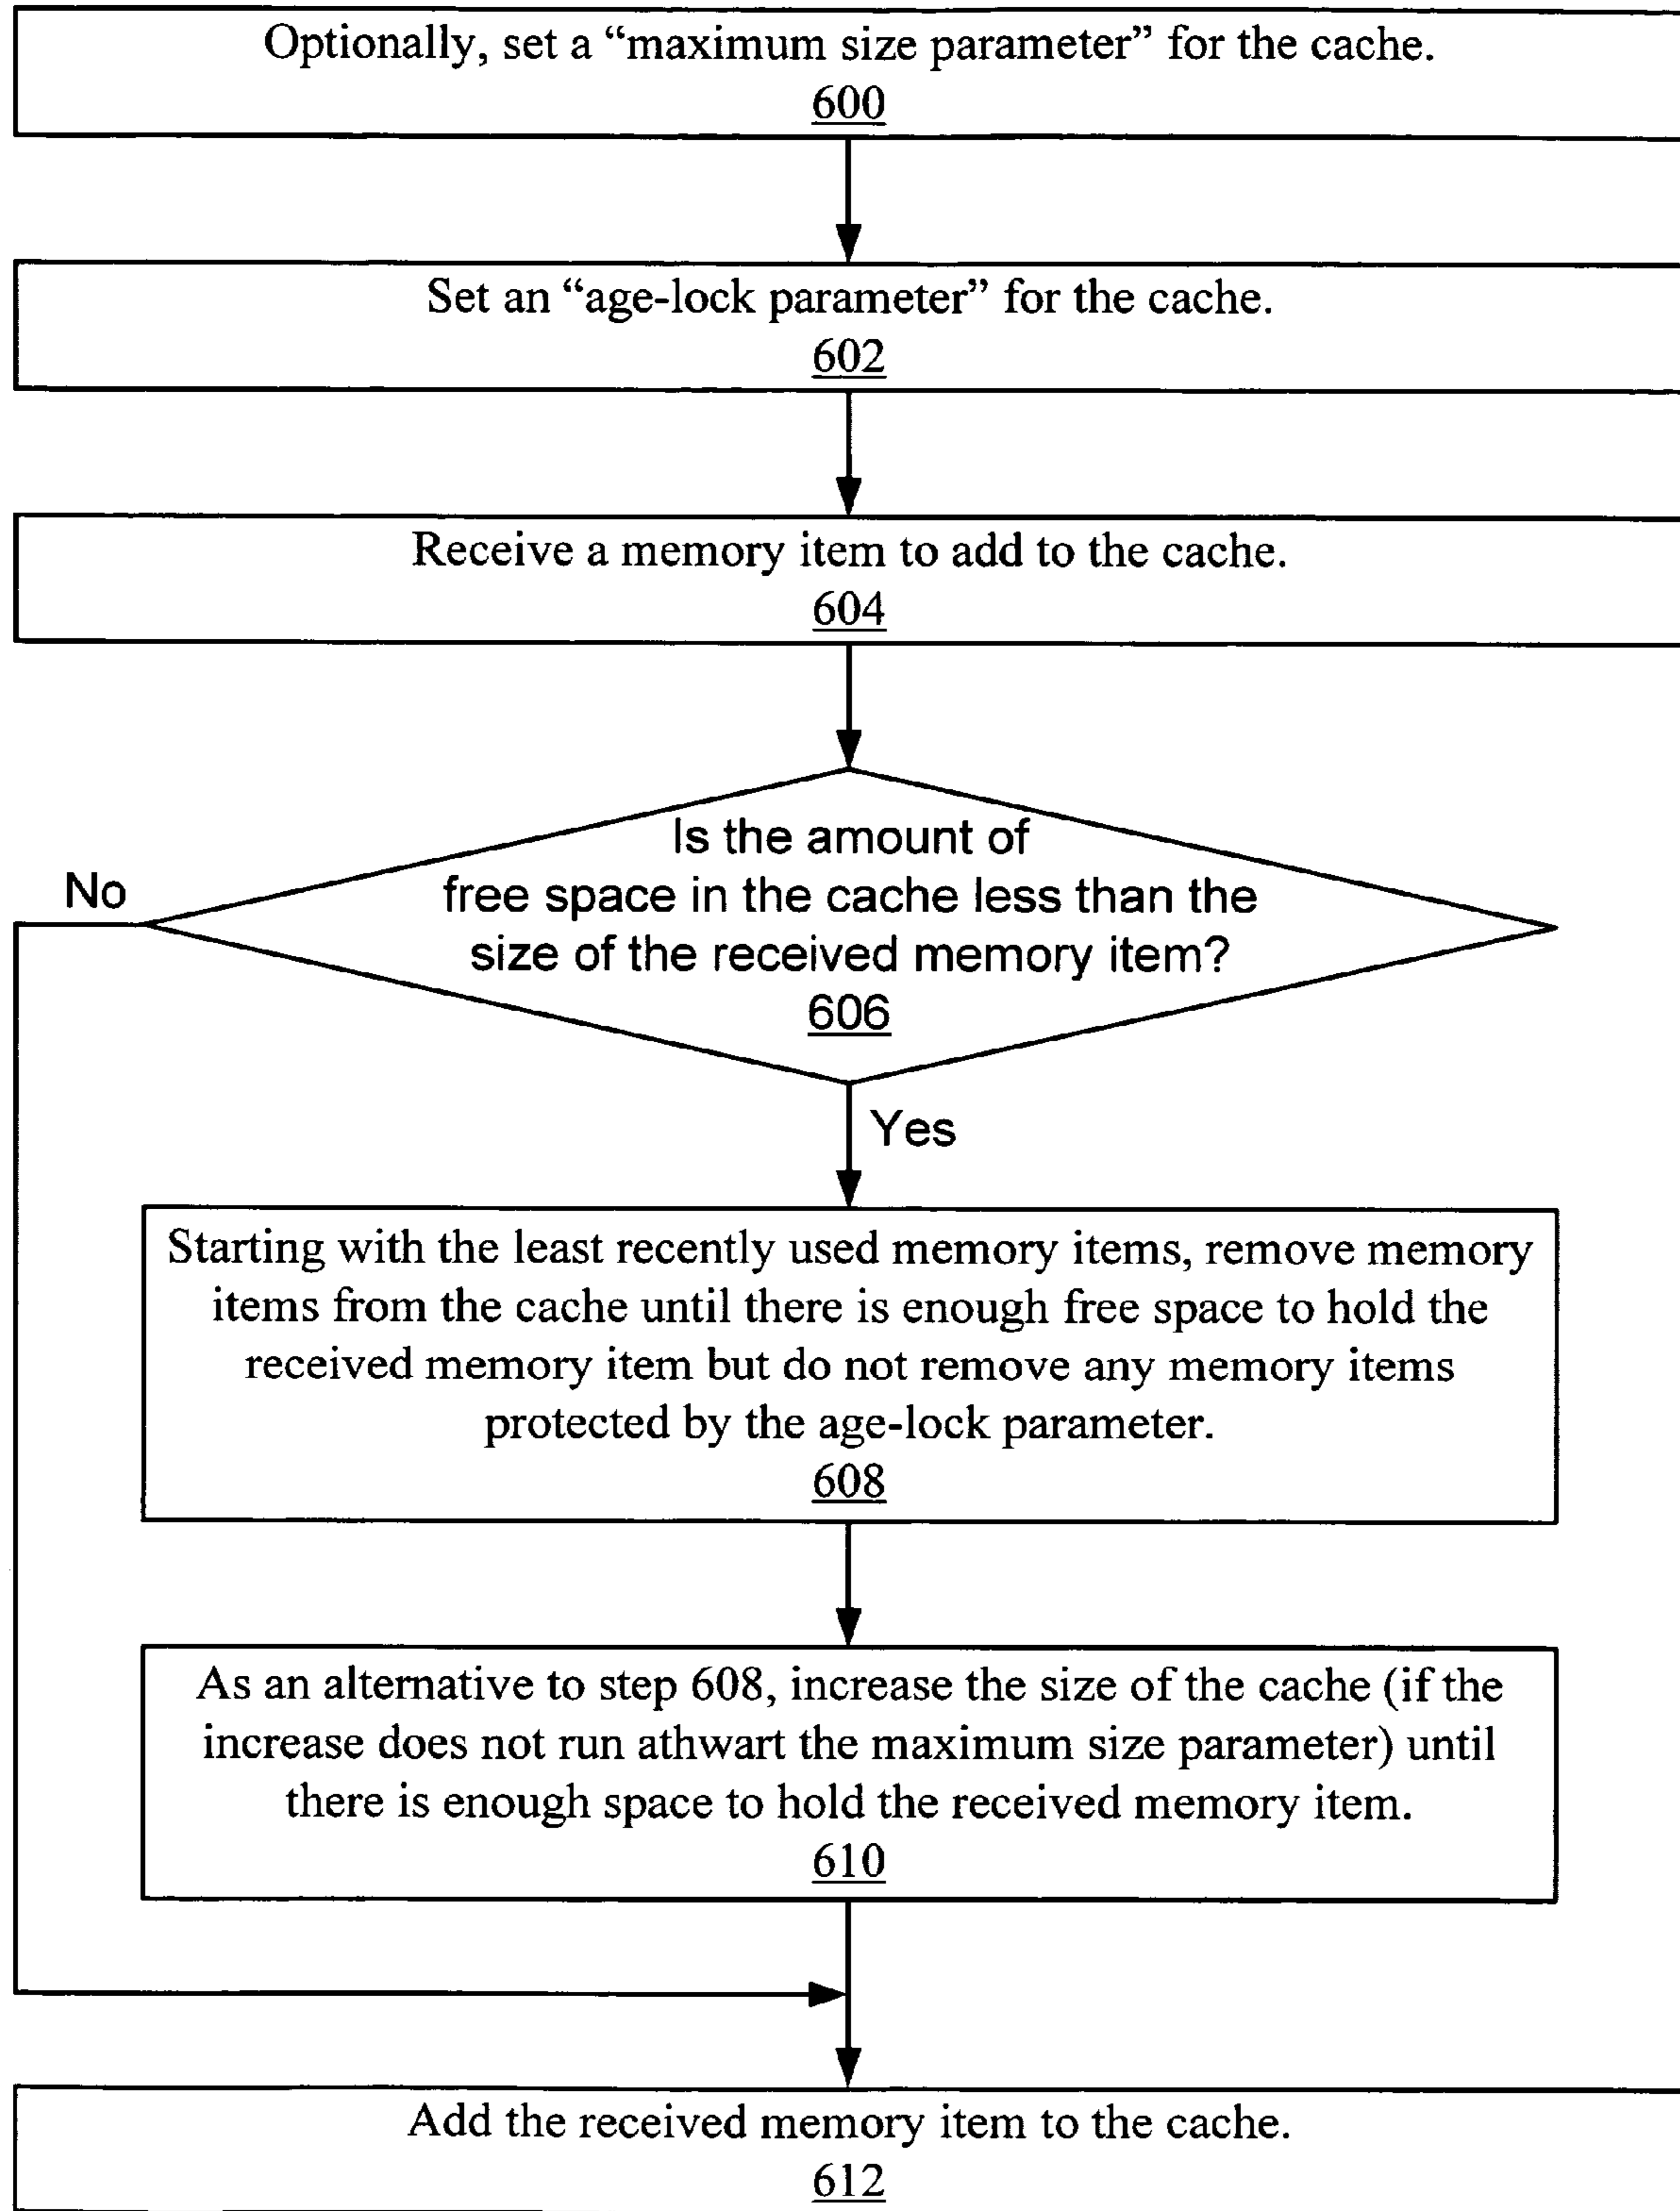 Optionally, set a “maximum size parameter” for the cache.
600
Set an “age-lock parameter” for the cache.
602
Receive a memory item to add to the cache.
604
Is the amount of
free space in the cache less than the
size of the received memory item?
606
No
Yes
Starting with the least recently used memory items, remove memory
items from the cache until there is enough free space to hold the
received memory item but do not remove any memory items
protected by the age-lock parameter.
608
As an alternative to step 608, increase the size of the cache (if the
increase does not run athwart the maximum size parameter) until
there is enough space to hold the received memory item.
610
Add the received memory item to the cache.
612